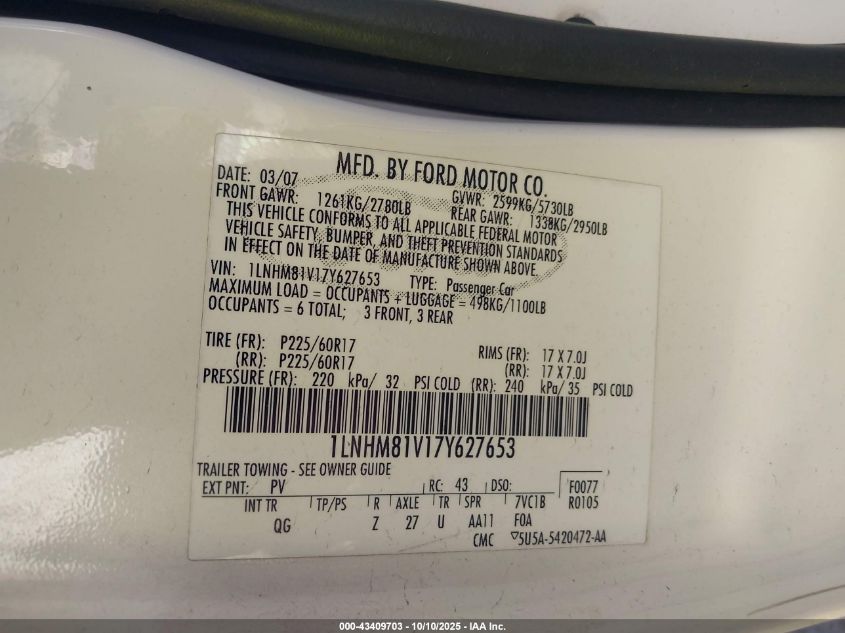 MFD. BY FORD MOTOR CO.
DATE: 03/07 GVWR: 2599KG/5730LB
FRONT GAWR: 1261KG/2780LB REAR GAWR: 1338KG/2950LB
THIS VEHICLE CONFORMS TO ALL APPLICABLE FEDERAL MOTOR
VEHICLE SAFETY, BUMPER, AND THEFT PREVENTION STANDARDS
IN EFFECT ON THE DATE OF MANUFACTURE SHOWN ABOVE.
VIN: 1LNHM81V17Y627653 TYPE: Passenger Car
MAXIMUM LOAD = OCCUPANTS + LUGGAGE = 498KG/1100LB
OCCUPANTS = 6 TOTAL; 3 FRONT, 3 REAR
TIRE (FR): P225/60R17 RIMS (FR): 17 X 7.0J
(RR): P225/60R17 (RR): 17 X 7.0J
PRESSURE (FR): 220 kPa/ 32 PSI COLD (RR): 240 kPa/ 35 PSI COLD
1LNHM81V17Y627653
TRAILER TOWING - SEE OWNER GUIDE
EXT PNT: PV RC: 43 DSO: F0077
INT TR TP/PS R AXLE TR SPR 7VC1B R0105
QG Z 27 U AA11 F0A
CMC ▽5U5A-5420472-AA
000-43409703 - 10/10/2025 - IAA Inc.